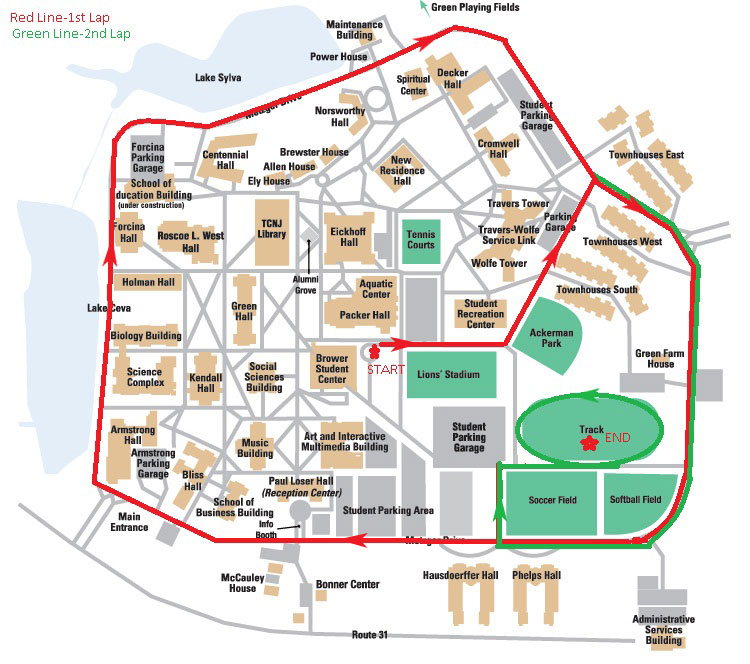 Red Line-1st Lap
Green Line-2nd Lap
Green Playing Fields
Maintenance
Building
Power House
Lake Sylva
Spiritual
Center
Decker
Hall
Student
Parking
Garage
Metzger Drive
Norsworthy
Hall
Cromwell
Hall
Townhouses East
Forcina
Parking
Garage
Centennial
Hall
Brewster House
Allen House
Ely House
New
Residence
Hall
School of
ducation Building
(under construction)
Travers Tower
Parking
Garage
Forcina
Hall
Roscoe L. West
Hall
TCNJ
Library
Eickhoff
Hall
Tennis
Courts
Travers-Wolfe
Service Link
Wolfe Tower
Townhouses West
Alumni
Grove
Holman Hall
Aquatic
Center
Townhouses South
Lake Ceva
Green
Hall
Packer Hall
Student
Recreation
Center
Ackerman
Park
Biology Building
START
Science
Complex
Kendall
Hall
Social
Sciences
Building
Brower
Student
Center
Lions' Stadium
Green Farm
House
Armstrong
Hall
Armstrong
Parking
Garage
Music
Building
Art and Interactive
Multimedia Building
Student
Parking
Garage
Track
END
Bliss
Hall
Paul Loser Hall
(Reception Center)
School of
Business Building
Student Parking Area
Soccer Field
Softball Field
Main
Entrance
Info
Booth
Metzger Drive
McCauley
House
Bonner Center
Hausdoerffer Hall
Phelps Hall
Administrative
Services
Building
Route 31